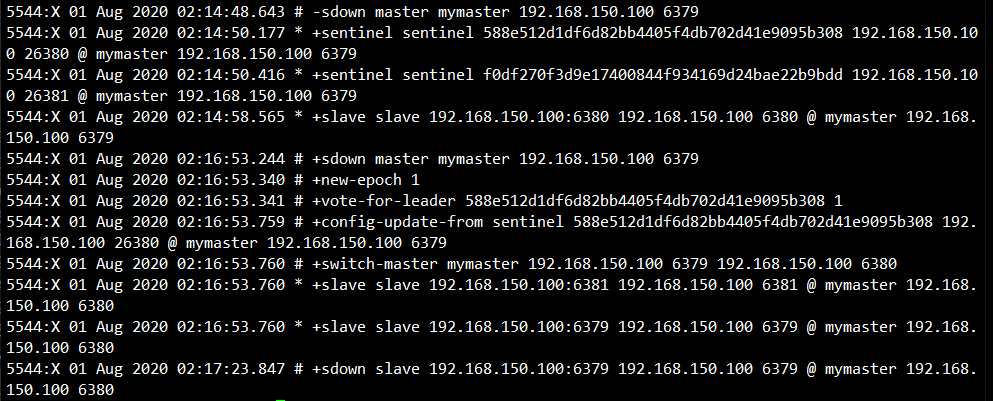 5544:X 01 Aug 2020 02:14:48.643 # -sdown master mymaster 192.168.150.100 6379
5544:X 01 Aug 2020 02:14:50.177 * +sentinel sentinel 588e512d1df6d82bb4405f4db702d41e9095b308 192.168.150.10
0 26380 @ mymaster 192.168.150.100 6379
5544:X 01 Aug 2020 02:14:50.416 * +sentinel sentinel f0df270f3d9e17400844f934169d24bae22b9bdd 192.168.150.10
0 26381 @ mymaster 192.168.150.100 6379
5544:X 01 Aug 2020 02:14:58.565 * +slave slave 192.168.150.100:6380 192.168.150.100 6380 @ mymaster 192.168.
150.100 6379
5544:X 01 Aug 2020 02:16:53.244 # +sdown master mymaster 192.168.150.100 6379
5544:X 01 Aug 2020 02:16:53.340 # +new-epoch 1
5544:X 01 Aug 2020 02:16:53.341 # +vote-for-leader 588e512d1df6d82bb4405f4db702d41e9095b308 1
5544:X 01 Aug 2020 02:16:53.759 # +config-update-from sentinel 588e512d1df6d82bb4405f4db702d41e9095b308 192.
168.150.100 26380 @ mymaster 192.168.150.100 6379
5544:X 01 Aug 2020 02:16:53.760 # +switch-master mymaster 192.168.150.100 6379 192.168.150.100 6380
5544:X 01 Aug 2020 02:16:53.760 * +slave slave 192.168.150.100:6381 192.168.150.100 6381 @ mymaster 192.168.
150.100 6380
5544:X 01 Aug 2020 02:16:53.760 * +slave slave 192.168.150.100:6379 192.168.150.100 6379 @ mymaster 192.168.
150.100 6380
5544:X 01 Aug 2020 02:17:23.847 # +sdown slave 192.168.150.100:6379 192.168.150.100 6379 @ mymaster 192.168.
150.100 6380